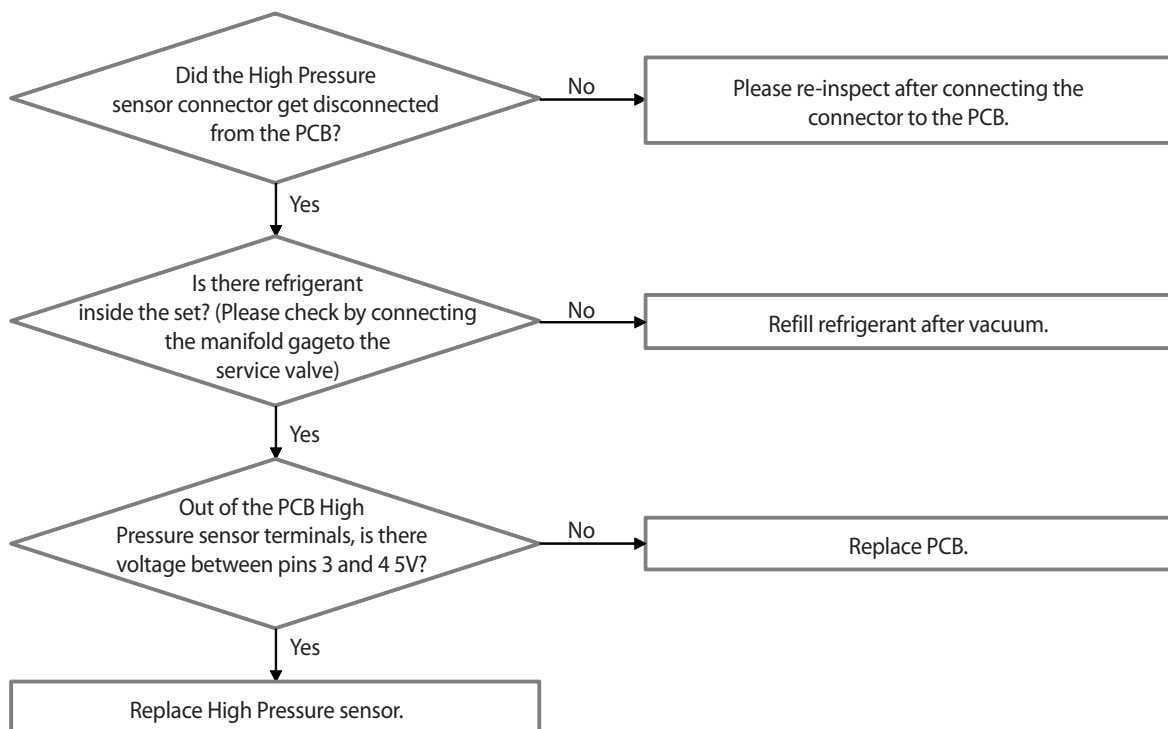 Did the High Pressure
sensor connector get disconnected
from the PCB?
No
Please re-inspect after connecting the
connector to the PCB.
Yes
Is there refrigerant
inside the set? (Please check by connecting
the manifold gageto the
service valve)
No
Refill refrigerant after vacuum.
Yes
Out of the PCB High
Pressure sensor terminals, is there
voltage between pins 3 and 4 5V?
No
Replace PCB.
Yes
Replace High Pressure sensor.